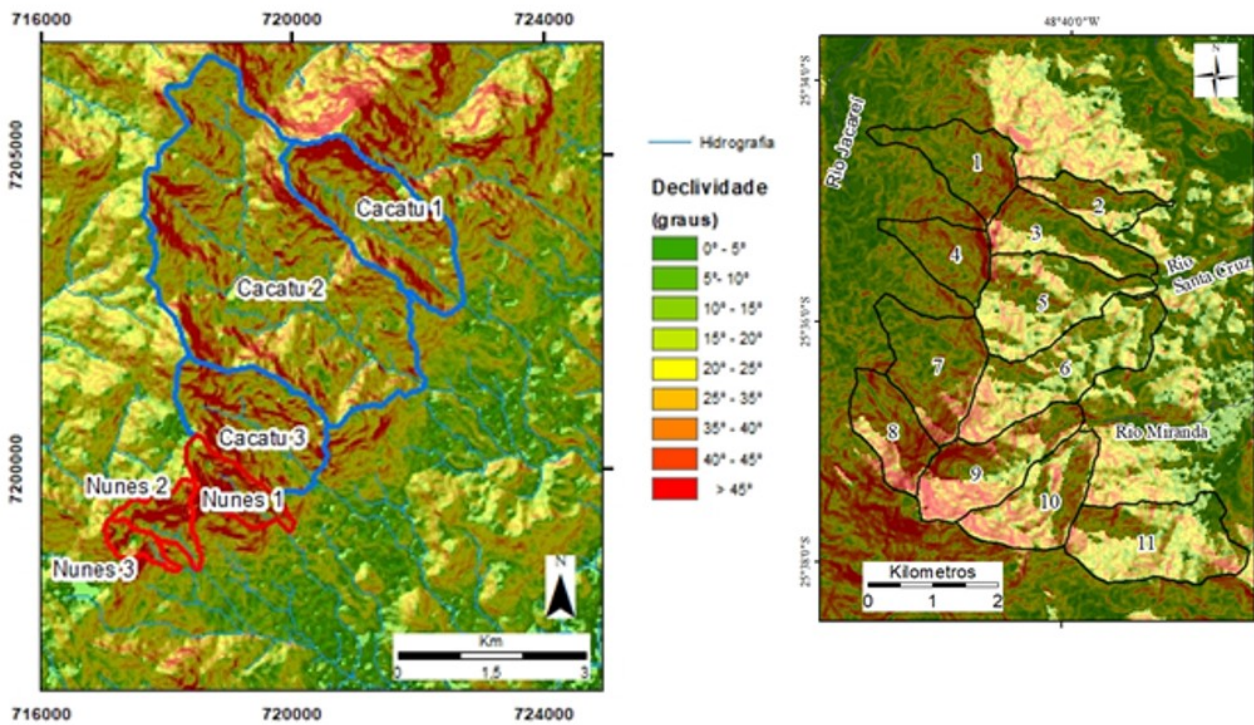 716000
720000
724000
7205000
7200000
Cacatu 1
Cacatu 2
Cacatu 3
Nunes 2
Nunes 1
Nunes 3
N
Km
0
1,5
3
716000
720000
724000
Hidrografia
Declividade
(graus)
0° - 5°
5°- 10°
10° - 15°
15° - 20°
20° - 25°
25° - 35°
35° - 40°
40° - 45°
> 45°
48°40'0"W
N
25°34'0"S
25°36'0"S
25°38'0"S
Rio Jacareí
1
2
3
4
Rio
Santa Cruz
5
6
7
8
Rio Miranda
9
10
11
Kilometros
0
1
2